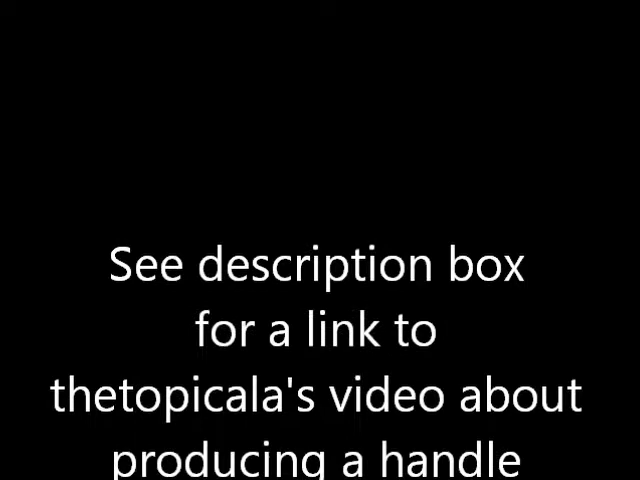 See description box
for a link to
thetopicala's video about
producing a handle